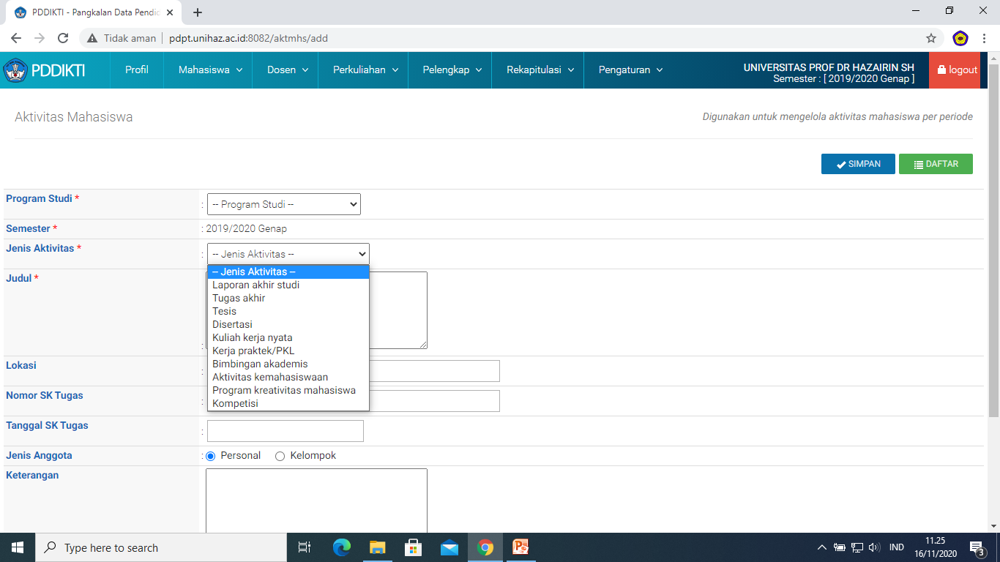 PDDIKTI - Pangkalan Data Pendic
Tidak aman pdpt.unihaz.ac.id:8082/aktmhs/add
PDDIKTI Profil Mahasiswa Dosen Perkuliahan Pelengkap Rekapitulasi Pengaturan
UNIVERSITAS PROF DR HAZAIRIN SH
Semester : [ 2019/2020 Genap ]
logout
Aktivitas Mahasiswa
Digunakan untuk mengelola aktivitas mahasiswa per periode
SIMPAN DAFTAR
Program Studi * : -- Program Studi --
Semester * : 2019/2020 Genap
Jenis Aktivitas * : -- Jenis Aktivitas --
-- Jenis Aktivitas --
Judul * :
Laporan akhir studi
Tugas akhir
Tesis
Disertasi
Kuliah kerja nyata
Kerja praktek/PKL
Bimbingan akademis
Aktivitas kemahasiswaan
Program kreativitas mahasiswa
Kompetisi
Lokasi :
Nomor SK Tugas :
Tanggal SK Tugas :
Jenis Anggota : Personal Kelompok
Keterangan
Type here to search
IND
11.25
16/11/2020
3